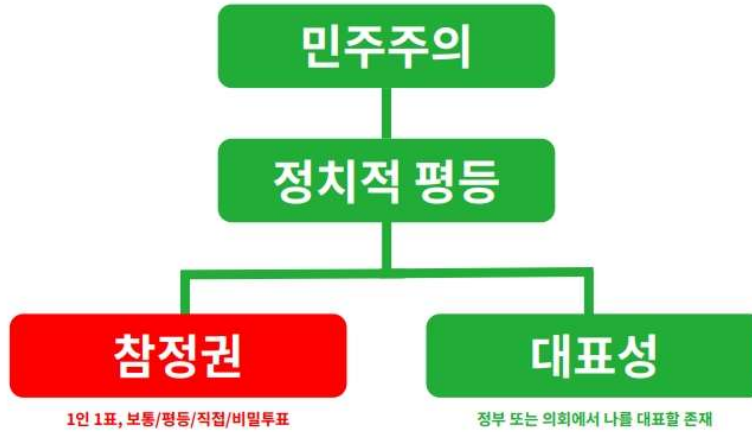 민주주의
정치적 평등
참정권
대표성
1인 1표, 보통/평등/직접/비밀투표
정부 또는 의회에서 나를 대표할 존재